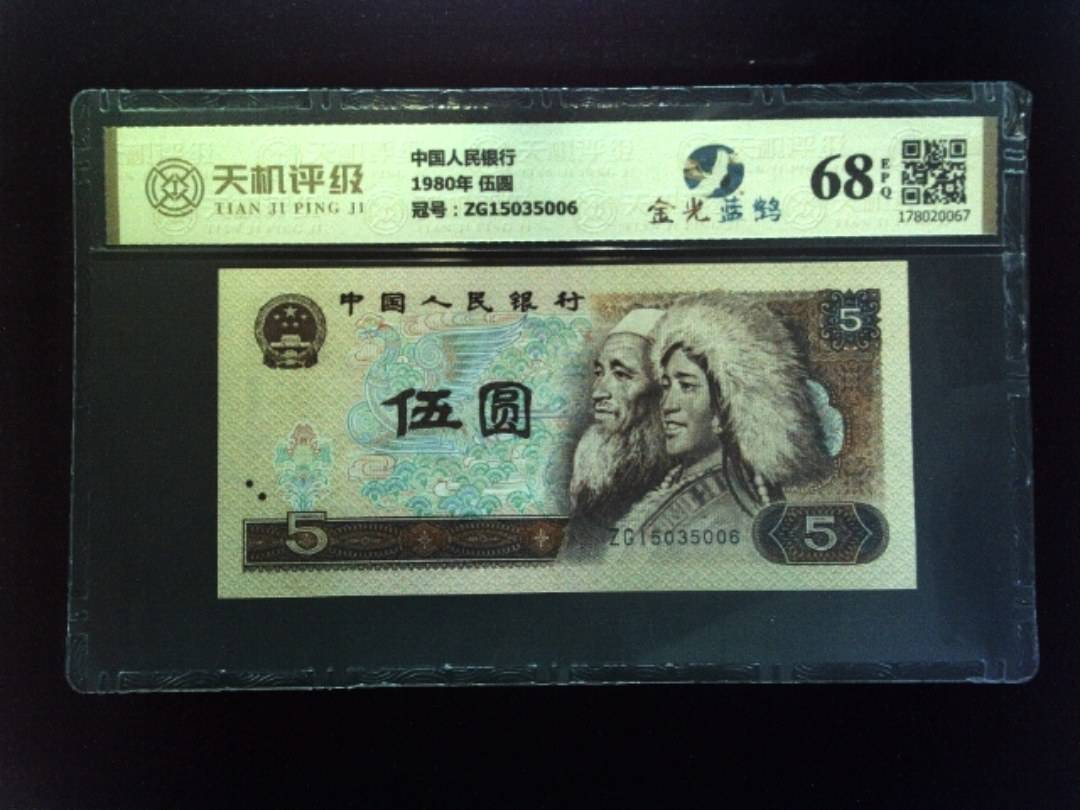 天机评级
TIAN JI PING JI
中国人民银行
1980年 伍圆
冠号：ZG15035006
金光蓝鹤
68
EPQ
178020067
中国人民银行
5
伍圆
5
ZG15035006
5